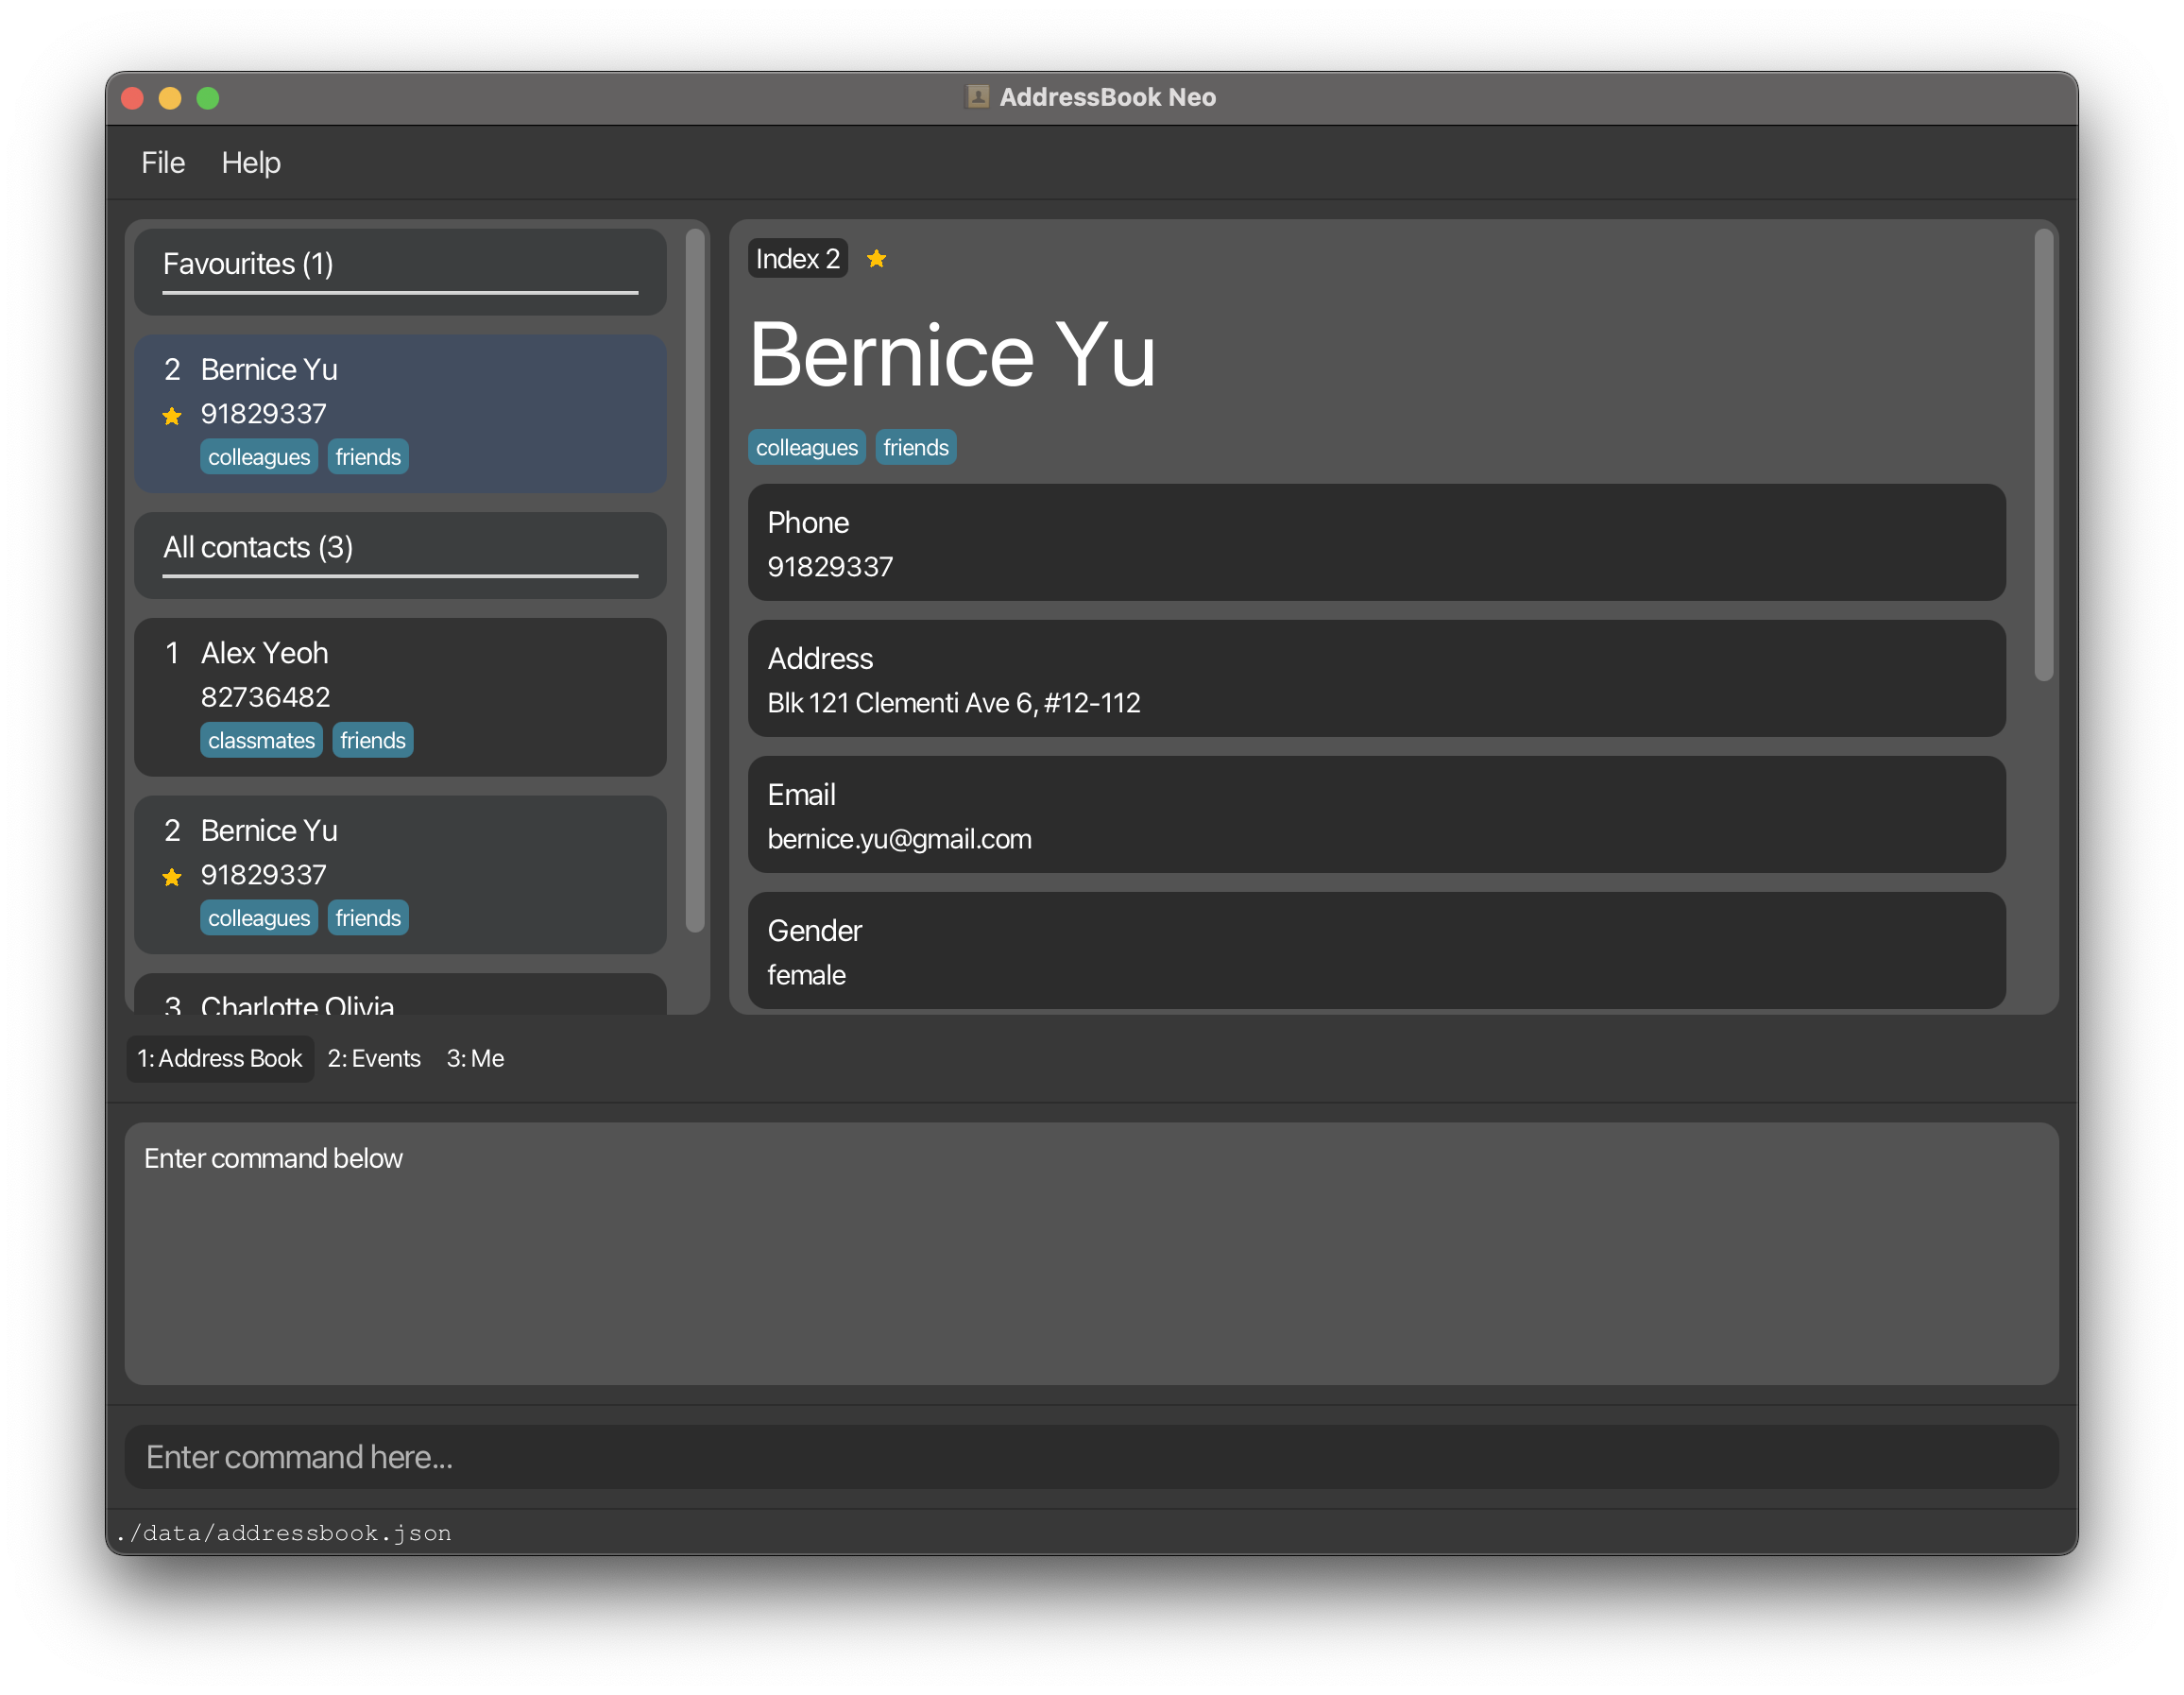 AddressBook Neo
File Help
Favourites (1)
2 Bernice Yu
91829337
colleagues friends
All contacts (3)
1 Alex Yeoh
82736482
classmates friends
2 Bernice Yu
91829337
colleagues friends
3 Charlotte Olivia
Index 2
Bernice Yu
colleagues friends
Phone
91829337
Address
Blk 121 Clementi Ave 6, #12-112
Email
bernice.yu@gmail.com
Gender
female
1: Address Book 2: Events 3: Me
Enter command below
Enter command here...
./data/addressbook.json